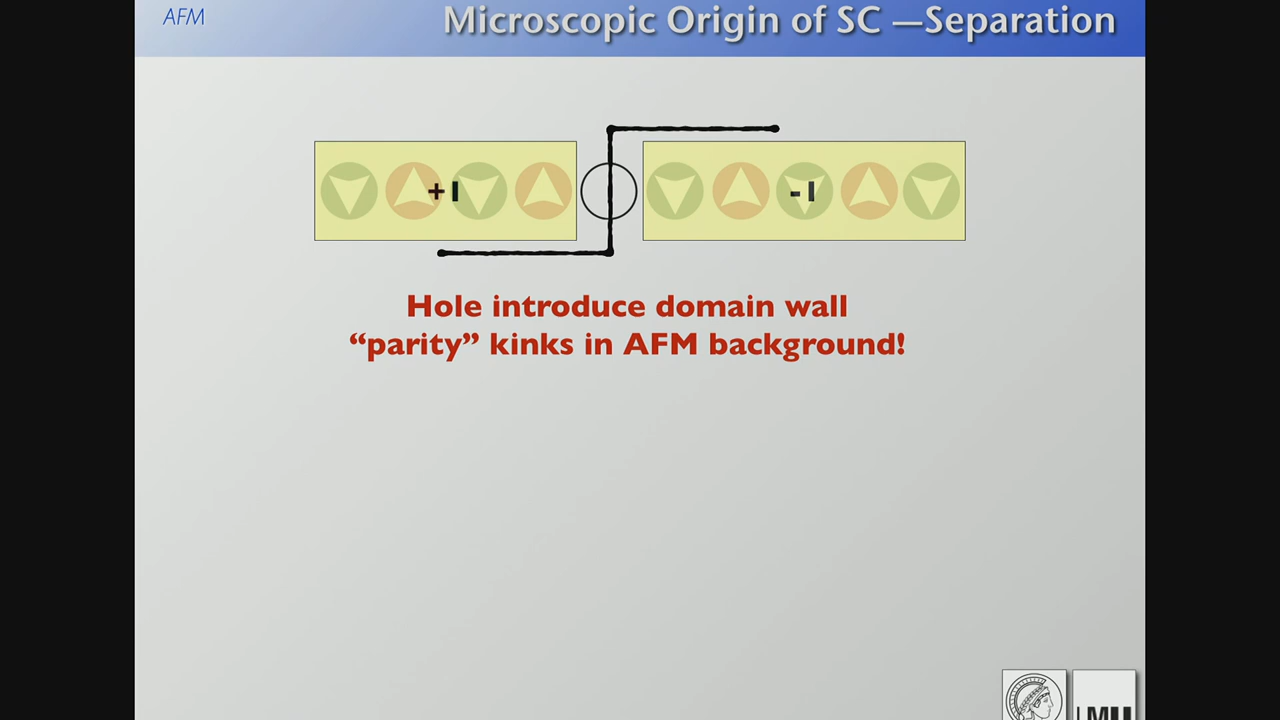 AFM
Microscopic Origin of SC —Separation
+1
-1
Hole introduce domain wall
“parity” kinks in AFM background!
LMU